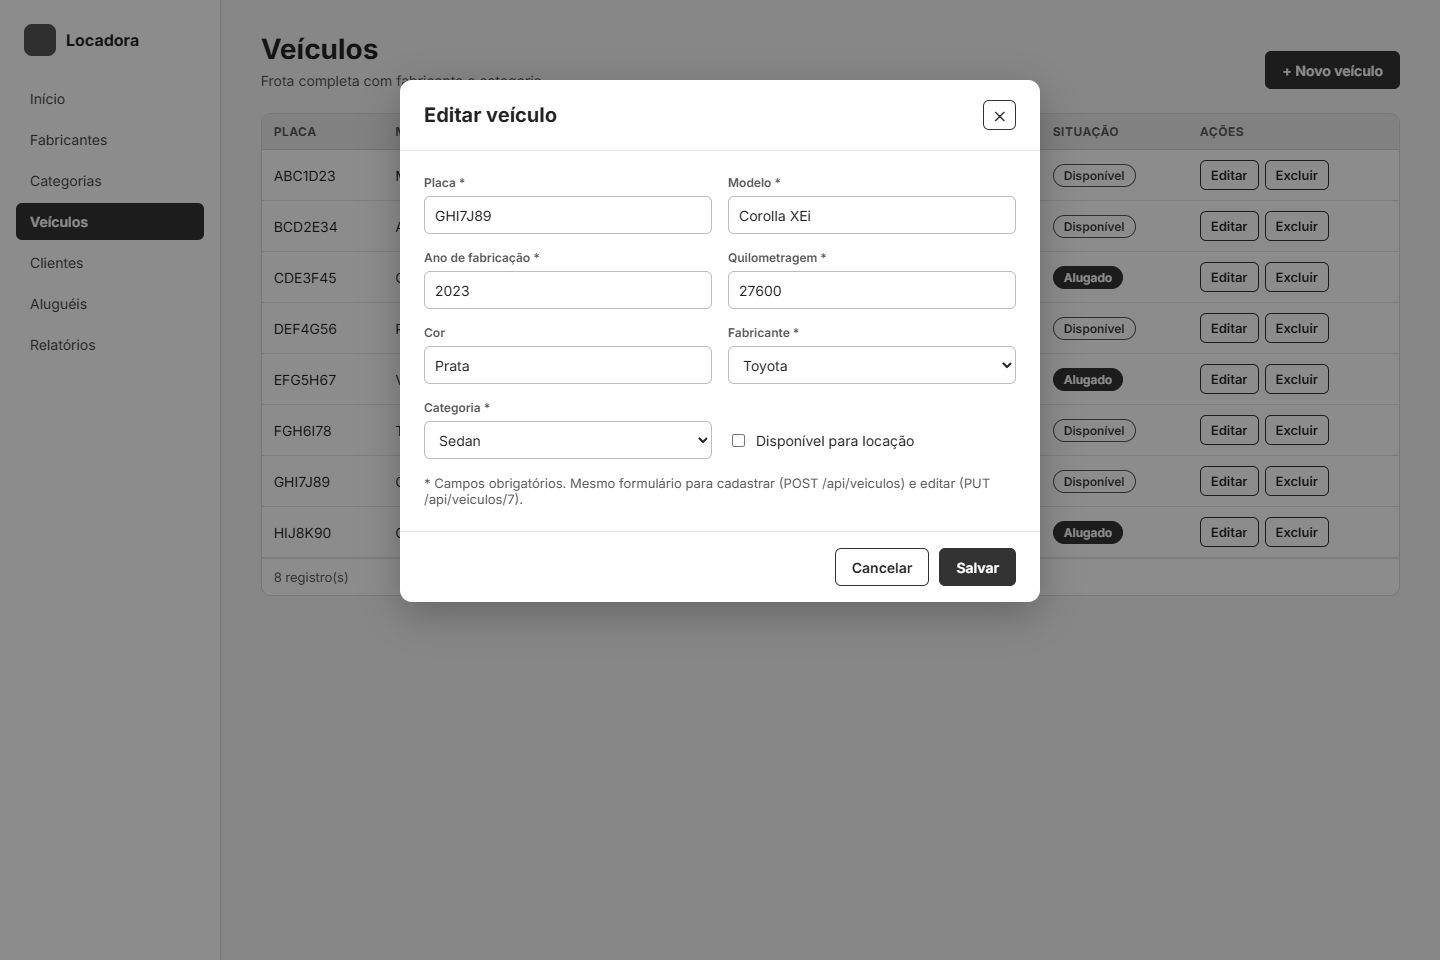 Locadora
Início
Fabricantes
Categorias
Veículos
Clientes
Aluguéis
Relatórios
Veículos
+ Novo veículo
PLACA SITUAÇÃO AÇÕES
ABC1D23 Disponível Editar Excluir
BCD2E34 Disponível Editar Excluir
CDE3F45 Alugado Editar Excluir
DEF4G56 Disponível Editar Excluir
EFG5H67 Alugado Editar Excluir
FGH6I78 Disponível Editar Excluir
GHI7J89 Disponível Editar Excluir
HIJ8K90 Alugado Editar Excluir
8 registro(s)
Frota completa com
Editar veículo
×
Placa * Modelo *
GHI7J89 Corolla XEi
Ano de fabricação * Quilometragem *
2023 27600
Cor Fabricante *
Prata Toyota
Categoria *
Sedan Disponível para locação
* Campos obrigatórios. Mesmo formulário para cadastrar (POST /api/veiculos) e editar (PUT
/api/veiculos/7).
Cancelar Salvar